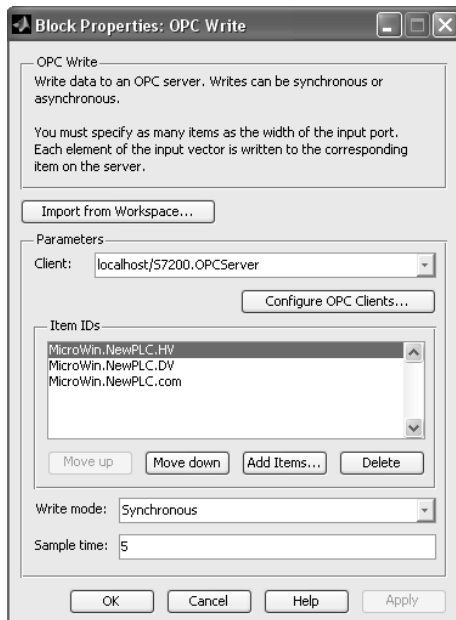 Block Properties: OPC Write
OPC Write
Write data to an OPC server. Writes can be synchronous or
asynchronous.
You must specify as many items as the width of the input port.
Each element of the input vector is written to the corresponding
item on the server.
Import from Workspace...
Parameters
Client: localhost/S7200.OPCServer
Configure OPC Clients...
Item IDs
MicroWin.NewPLC.HV
MicroWin.NewPLC.DV
MicroWin.NewPLC.com
Move up Move down Add Items... Delete
Write mode: Synchronous
Sample time: 5
OK Cancel Help Apply